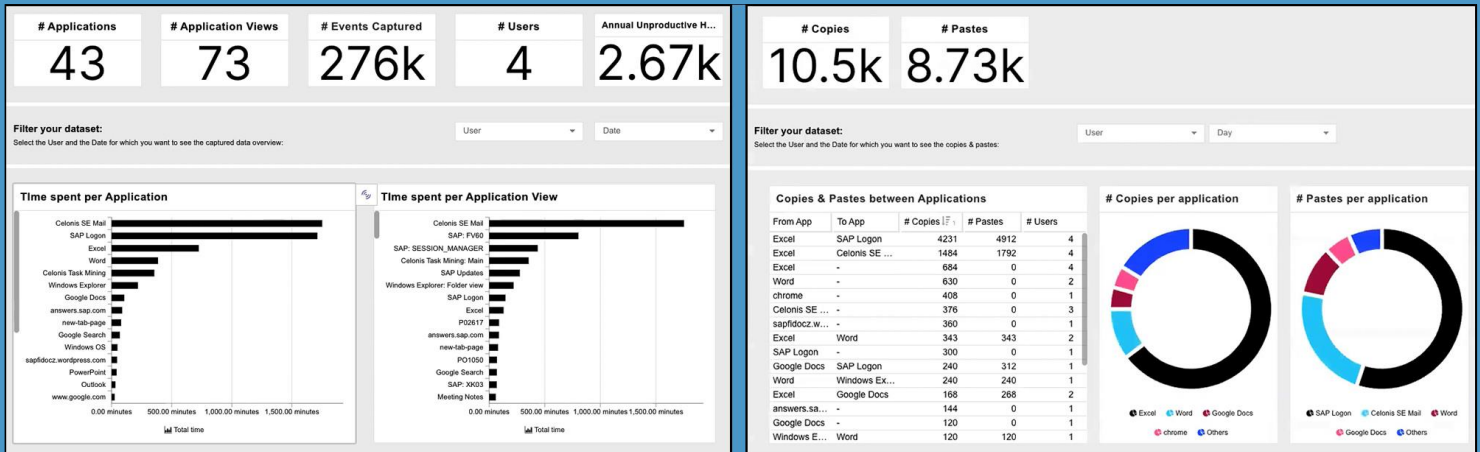 # Applications
43
# Application Views
73
# Events Captured
276k
# Users
4
Annual Unproductive H...
2.67k
Filter your dataset:
Select the User and the Date for which you want to see the captured data overview:
User
Date
TIme spent per Application
Celonis SE Mail
SAP Logon
Excel
Word
Celonis Task Mining
Windows Explorer
Google Docs
answers.sap.com
new-tab-page
Google Search
Windows OS
sapfidocz.wordpress.com
PowerPoint
Outlook
www.google.com
0.00 minutes 500.00 minutes 1,000.00 minutes 1,500.00 minutes
Total time
TIme spent per Application View
Celonis SE Mail
SAP: FV60
SAP: SESSION_MANAGER
Celonis Task Mining: Main
SAP Updates
Windows Explorer: Folder view
SAP Logon
Excel
P02617
answers.sap.com
new-tab-page
PO1050
Google Search
SAP: XK03
Meeting Notes
0.00 minutes 500.00 minutes 1,000.00 minutes 1,500.00 minutes
Total time
# Copies
10.5k
# Pastes
8.73k
Filter your dataset:
Select the User and the Date for which you want to see the copies & pastes:
User
Day
Copies & Pastes between Applications
From App To App # Copies # Pastes # Users
Excel SAP Logon 4231 4912 4
Excel Celonis SE ... 1484 1792 4
Excel - 684 0 4
Word - 630 0 2
chrome - 408 0 1
Celonis SE ... - 376 0 3
sapfidocz.w... - 360 0 1
Excel Word 343 343 2
SAP Logon - 300 0 1
Google Docs SAP Logon 240 312 1
Word Windows Ex... 240 240 1
Excel Google Docs 168 268 2
answers.sa... - 144 0 1
Google Docs - 120 0 1
Windows E... Word 120 120 1
# Copies per application
Excel Word Google Docs
chrome Others
# Pastes per application
SAP Logon Celonis SE Mail Word
Google Docs Others